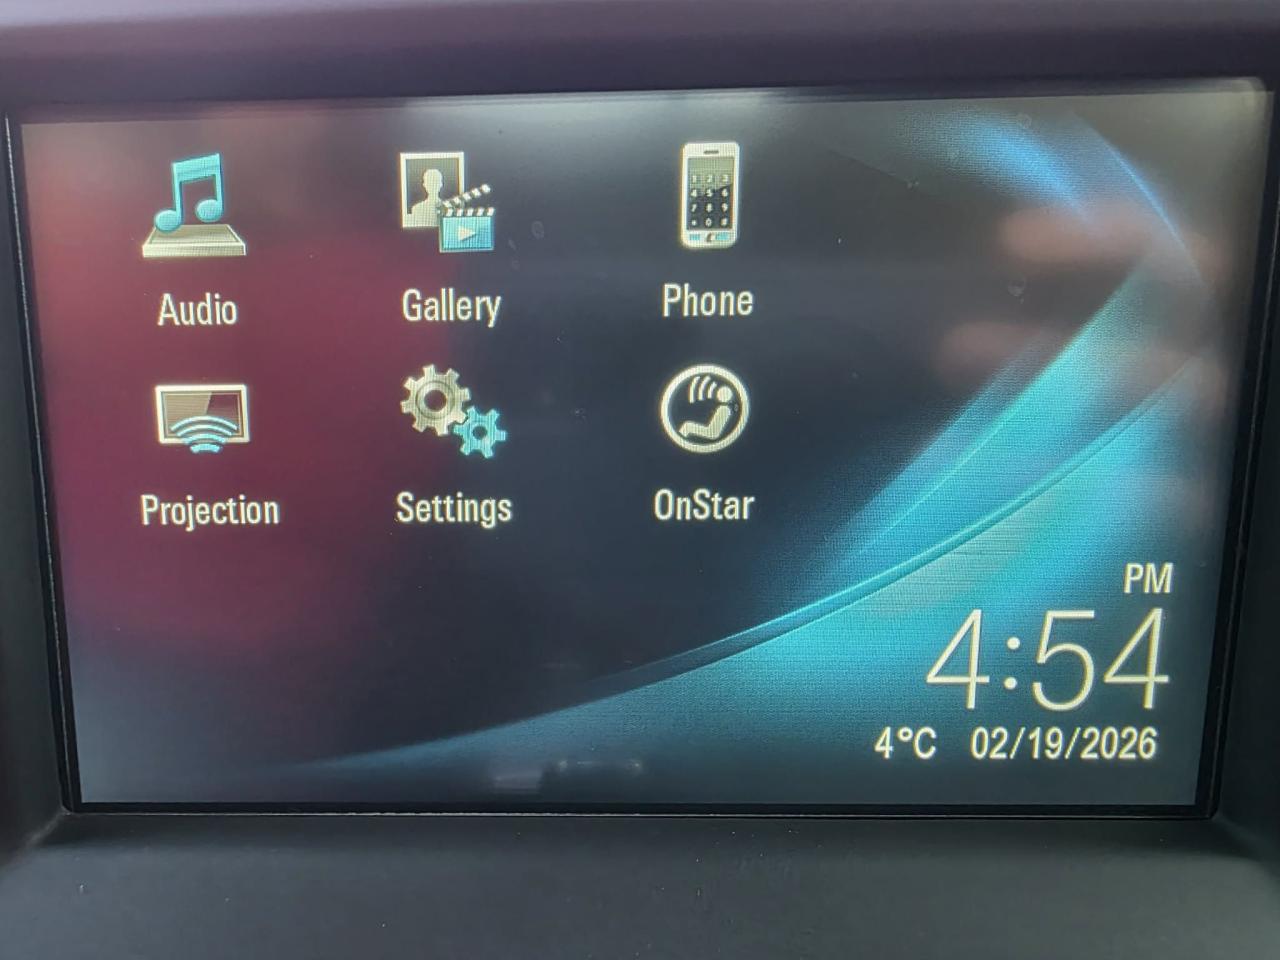 Audio
Gallery
Phone
Projection
Settings
OnStar
PM
4:54
4°C 02/19/2026